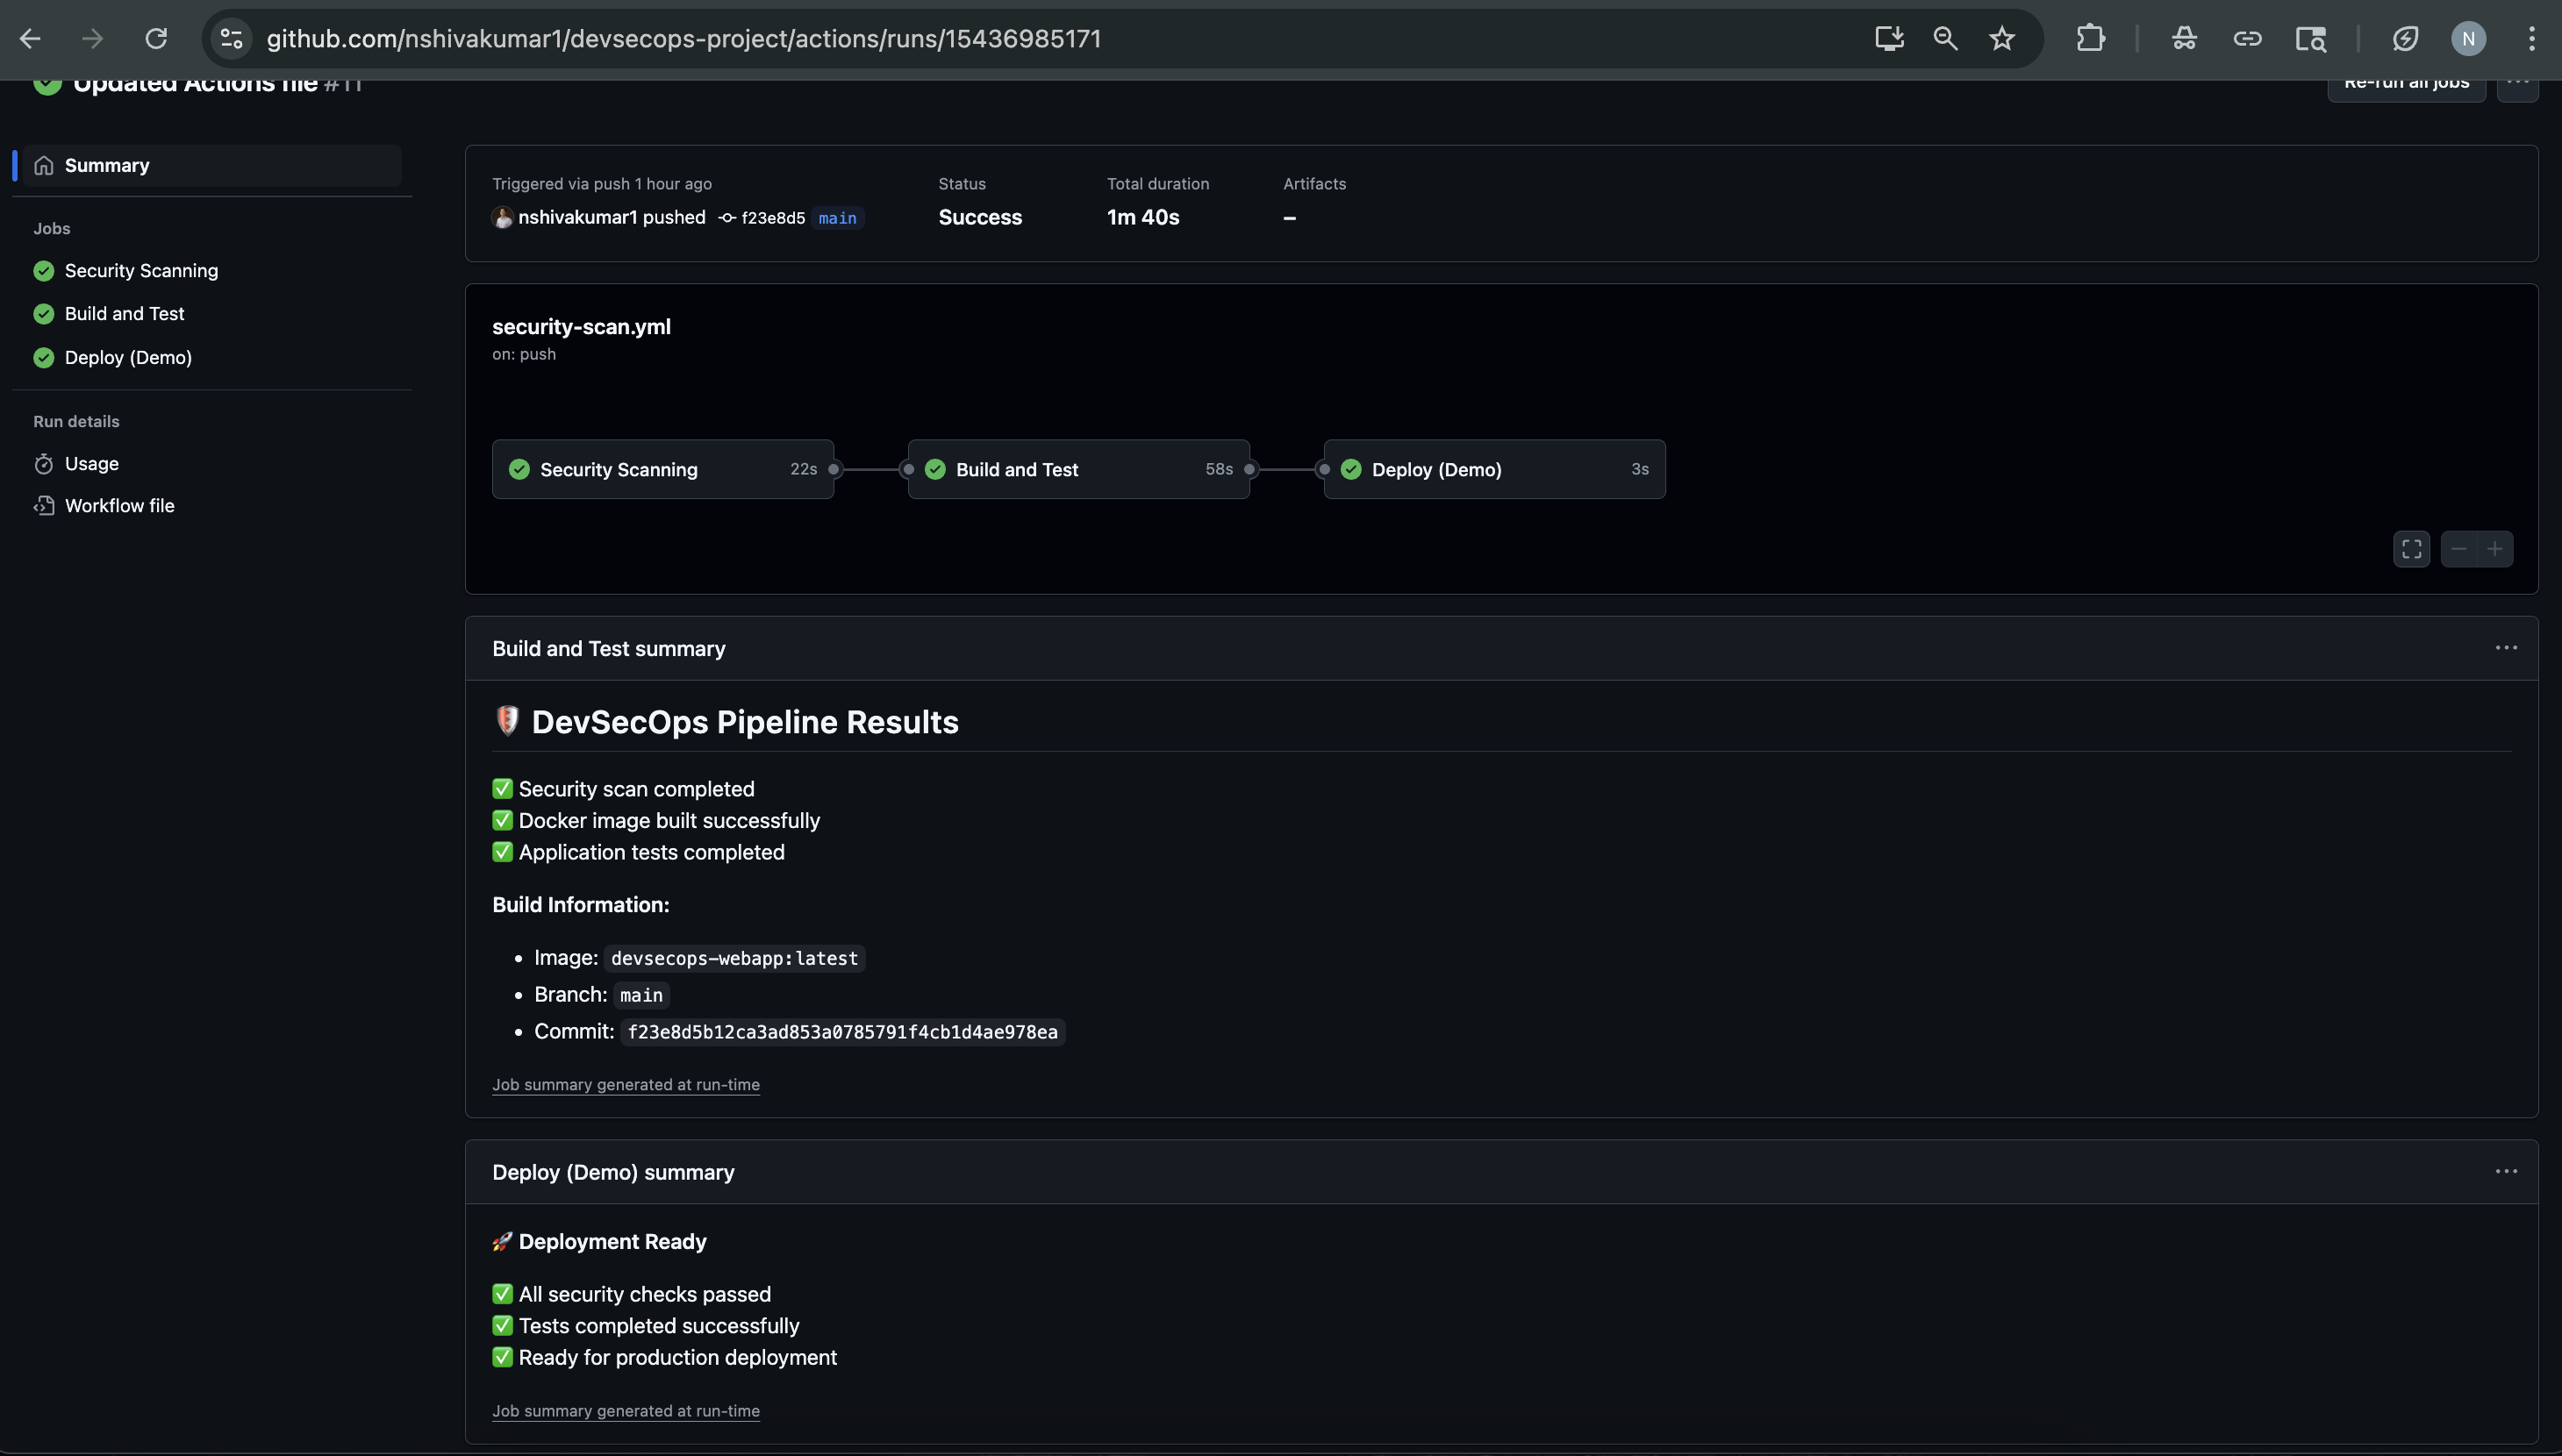 github.com/nshivakumar1/devsecops-project/actions/runs/15436985171
N
Updated Actions file #11
Re-run all jobs
Summary
Jobs
Security Scanning
Build and Test
Deploy (Demo)
Run details
Usage
Workflow file
Triggered via push 1 hour ago
Status
Total duration
Artifacts
nshivakumar1 pushed f23e8d5 main
Success
1m 40s
–
security-scan.yml
on: push
Security Scanning 22s
Build and Test 58s
Deploy (Demo) 3s
Build and Test summary
DevSecOps Pipeline Results
✅ Security scan completed
✅ Docker image built successfully
✅ Application tests completed
Build Information:
• Image: devsecops-webapp:latest
• Branch: main
• Commit: f23e8d5b12ca3ad853a0785791f4cb1d4ae978ea
Job summary generated at run-time
Deploy (Demo) summary
🚀 Deployment Ready
✅ All security checks passed
✅ Tests completed successfully
✅ Ready for production deployment
Job summary generated at run-time